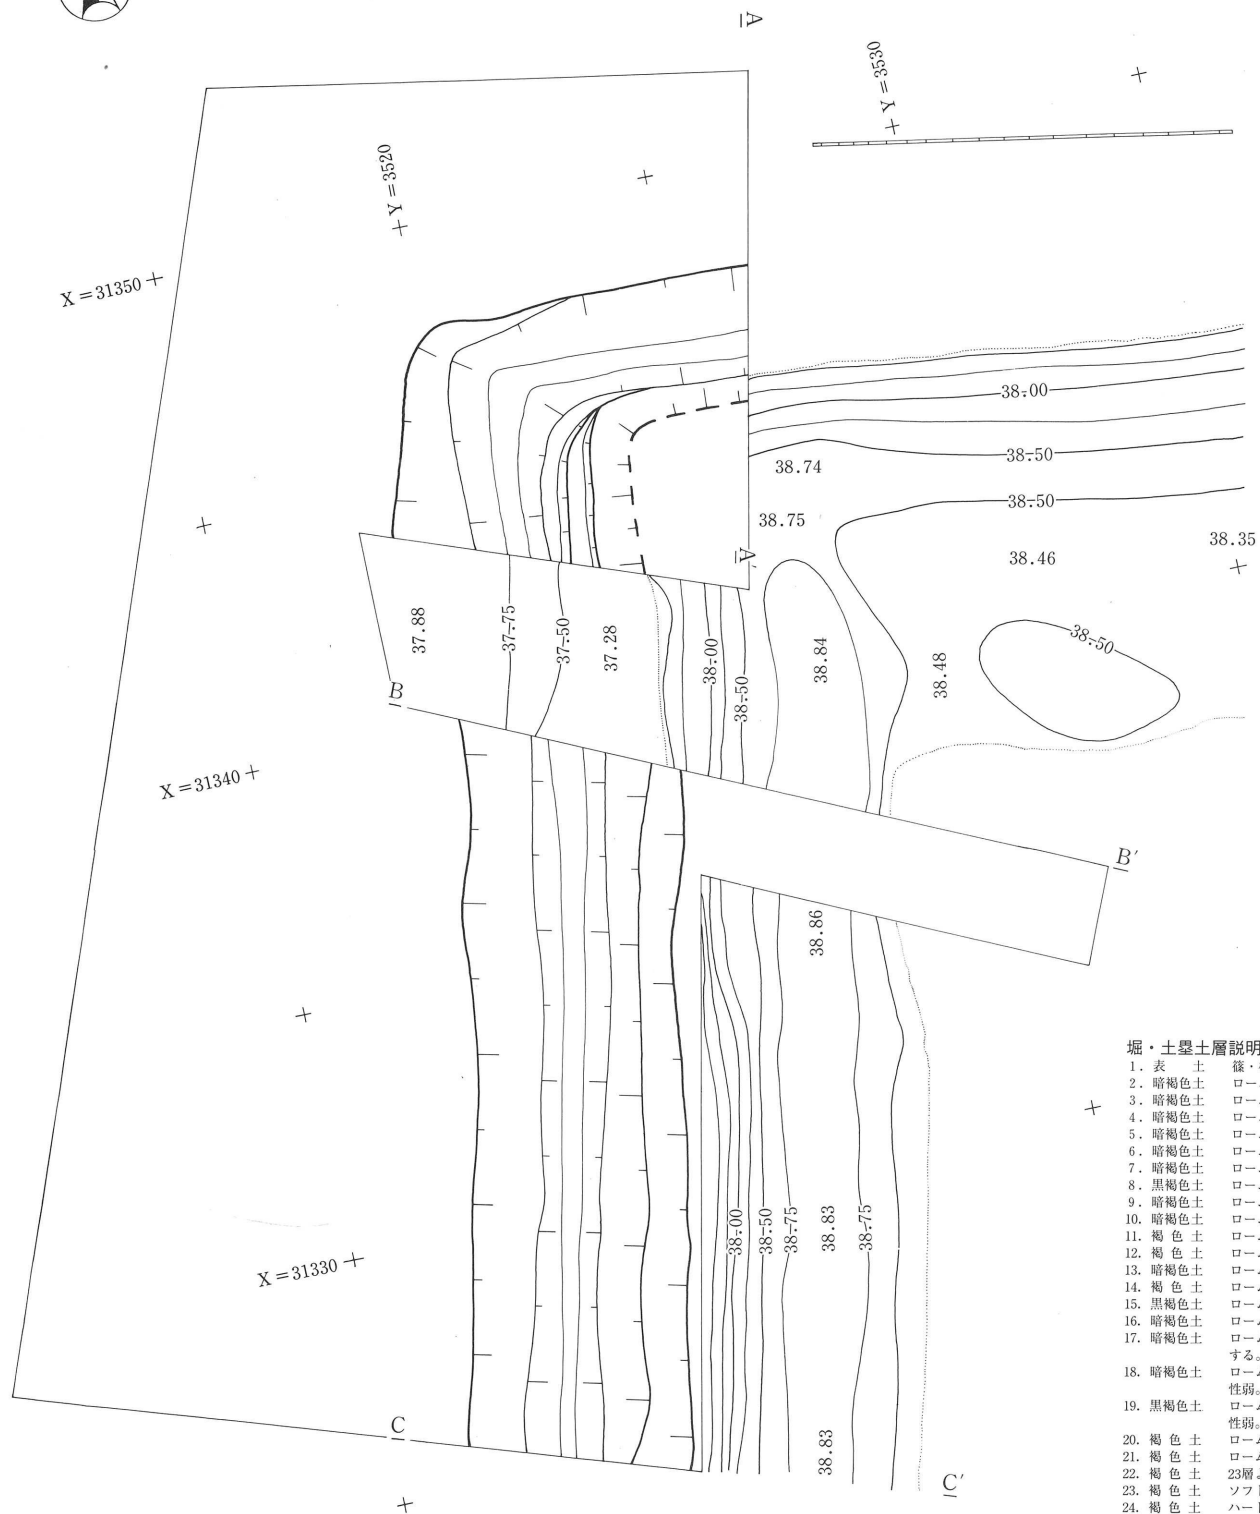 A
Y=3530
Y=3520
X=31350
38.00
38.50
38.74
38.50
38.75
A'
38.35
38.46
37.88
37.75
37.50
37.28
38.00
38.50
38.84
38.48
38.50
B
X=31340
B'
38.86
堀・土塁土層説明
1. 表 土 篠・
2. 暗褐色土 ロー
3. 暗褐色土 ロー
4. 暗褐色土 ロー
5. 暗褐色土 ロー
6. 暗褐色土 ロー
7. 暗褐色土 ロー
8. 黒褐色土 ロー
9. 暗褐色土 ロー
10. 暗褐色土 ロー
11. 褐色土 ロー
12. 褐色土 ロー
13. 暗褐色土 ロー
14. 褐色土 ロー
15. 黒褐色土 ローム
16. 暗褐色土 ローム
17. 暗褐色土 ローム
する。
18. 暗褐色土 ローム
性弱。
19. 黒褐色土 ローム
性弱。
20. 褐色土 ローム
21. 褐色土 ローム
22. 褐色土 23層
23. 褐色土 ソフト
24. 褐色土 ハード
38.00
38.50
38.75
38.83
38.75
X=31330
38.83
C
C'